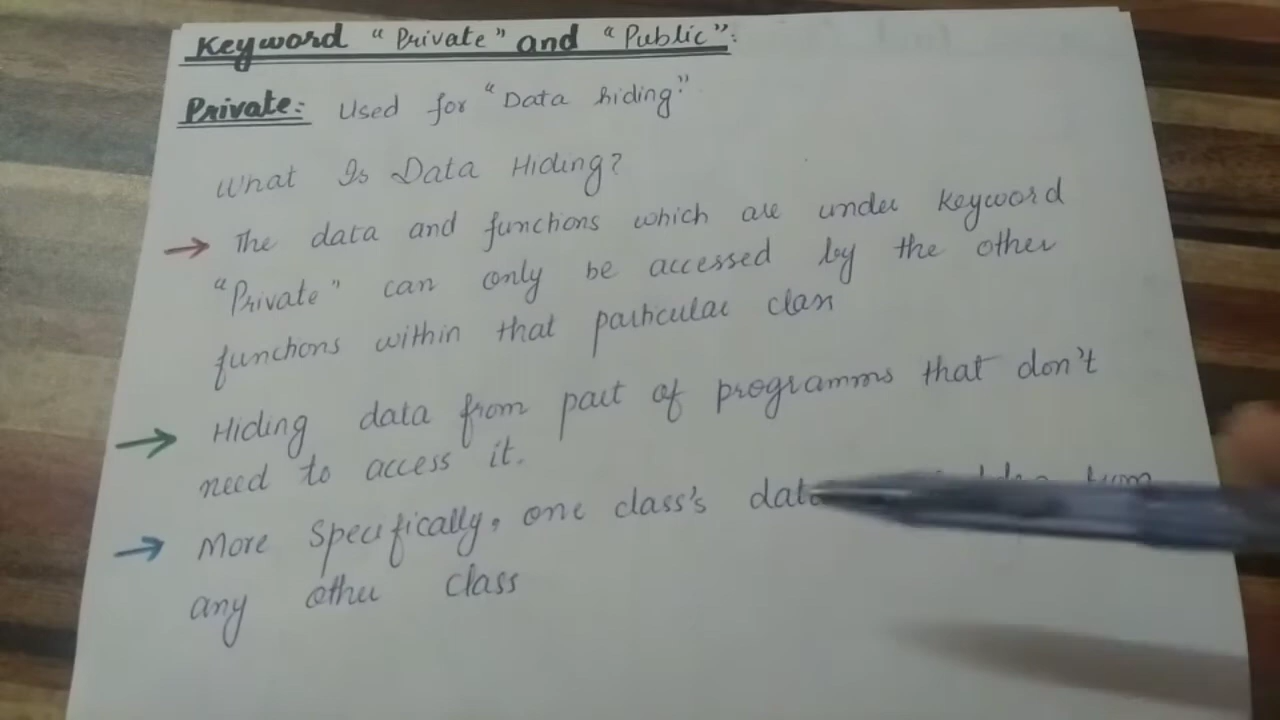 Keyword "Private" and "Public":
Private: Used for "Data hiding"
What Is Data Hiding?
→ The data and functions which are under keyword
"Private" can only be accessed by the other
functions within that particular class
→ Hiding data from part of programms that don't
need to access it.
→ More Specifically, one class's data from
any other class